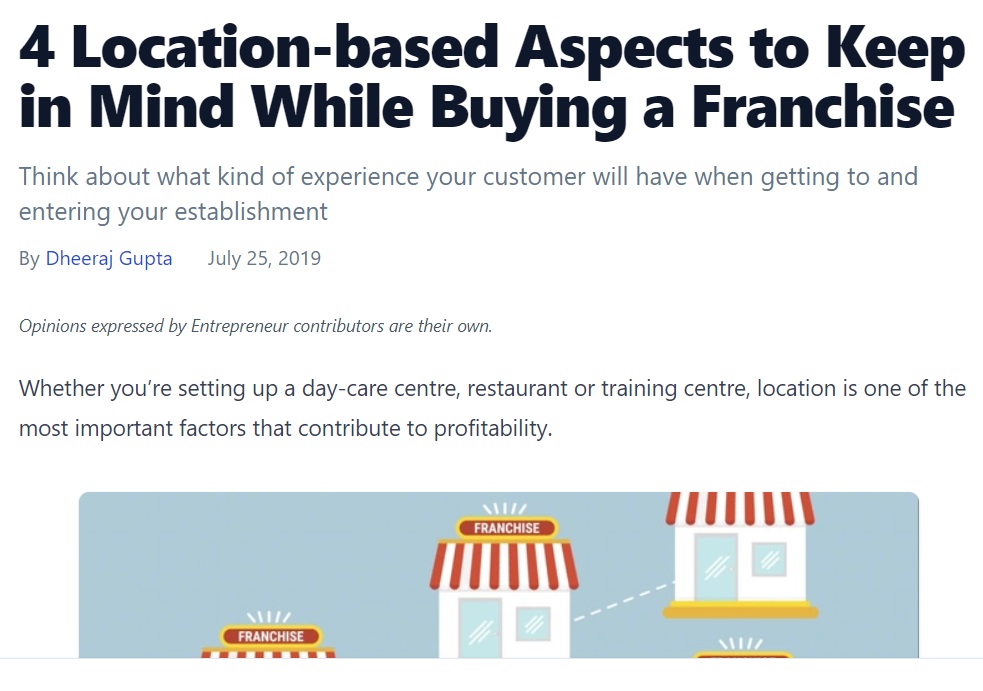 4 Location-based Aspects to Keep
in Mind While Buying a Franchise
Think about what kind of experience your customer will have when getting to and
entering your establishment
By Dheeraj Gupta July 25, 2019
Opinions expressed by Entrepreneur contributors are their own.
Whether you’re setting up a day-care centre, restaurant or training centre, location is one of the
most important factors that contribute to profitability.
FRANCHISE
FRANCHISE